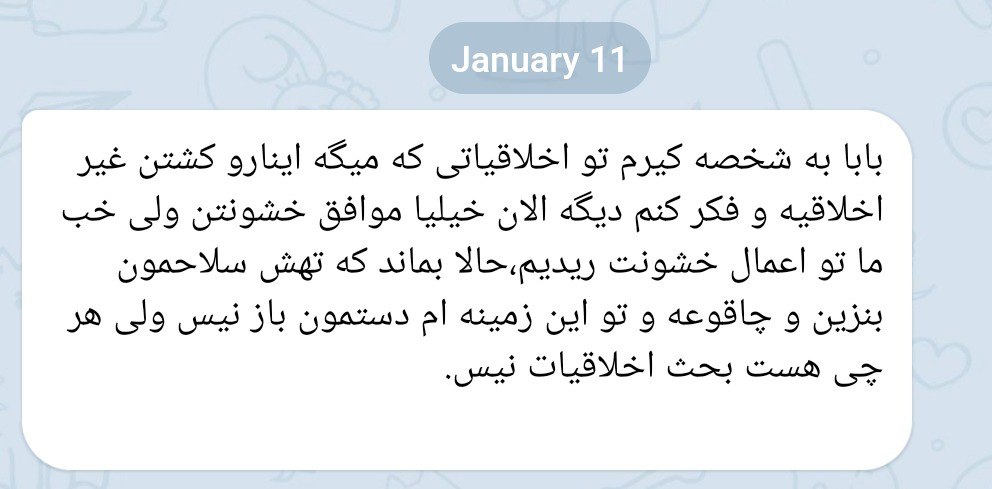 January 11
بابا به شخصه کیرم تو اخلاقیاتی که میگه اینارو کشتن غیر
اخلاقیه و فکر کنم دیگه الان خیلیا موافق خشونتن ولی خب
ما تو اعمال خشونت ریدیم،حالا بماند که تهش سلاحمون
بنزین و چاقوعه و تو این زمینه ام دستمون باز نیس ولی هر
چی هست بحث اخلاقیات نیس.